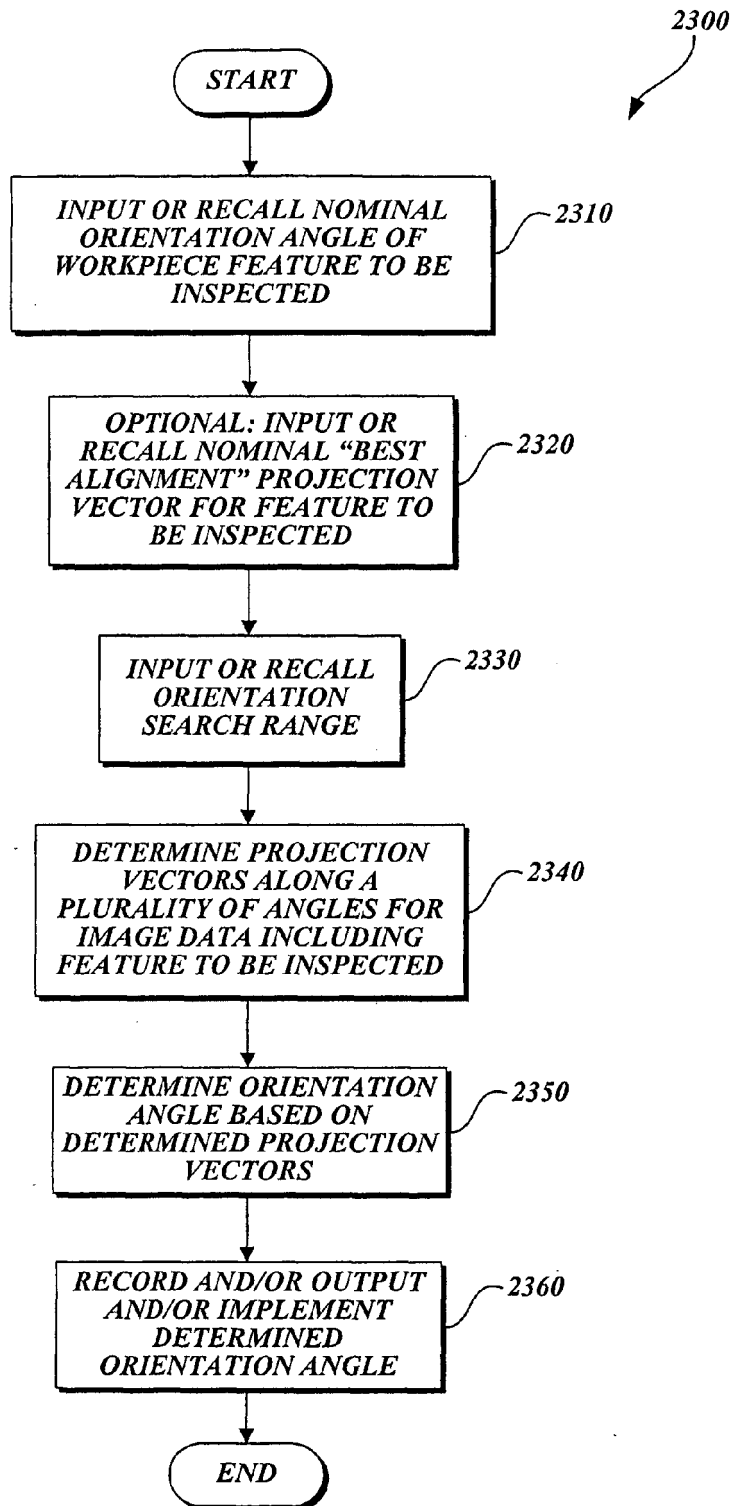 2300
START
INPUT OR RECALL NOMINAL
ORIENTATION ANGLE OF
WORKPIECE FEATURE TO BE
INSPECTED
2310
OPTIONAL: INPUT OR
RECALL NOMINAL “BEST
ALIGNMENT” PROJECTION
VECTOR FOR FEATURE TO
BE INSPECTED
2320
INPUT OR RECALL
ORIENTATION
SEARCH RANGE
2330
DETERMINE PROJECTION
VECTORS ALONG A
PLURALITY OF ANGLES FOR
IMAGE DATA INCLUDING
FEATURE TO BE INSPECTED
2340
DETERMINE ORIENTATION
ANGLE BASED ON
DETERMINED PROJECTION
VECTORS
2350
RECORD AND/OR OUTPUT
AND/OR IMPLEMENT
DETERMINED
ORIENTATION ANGLE
2360
END